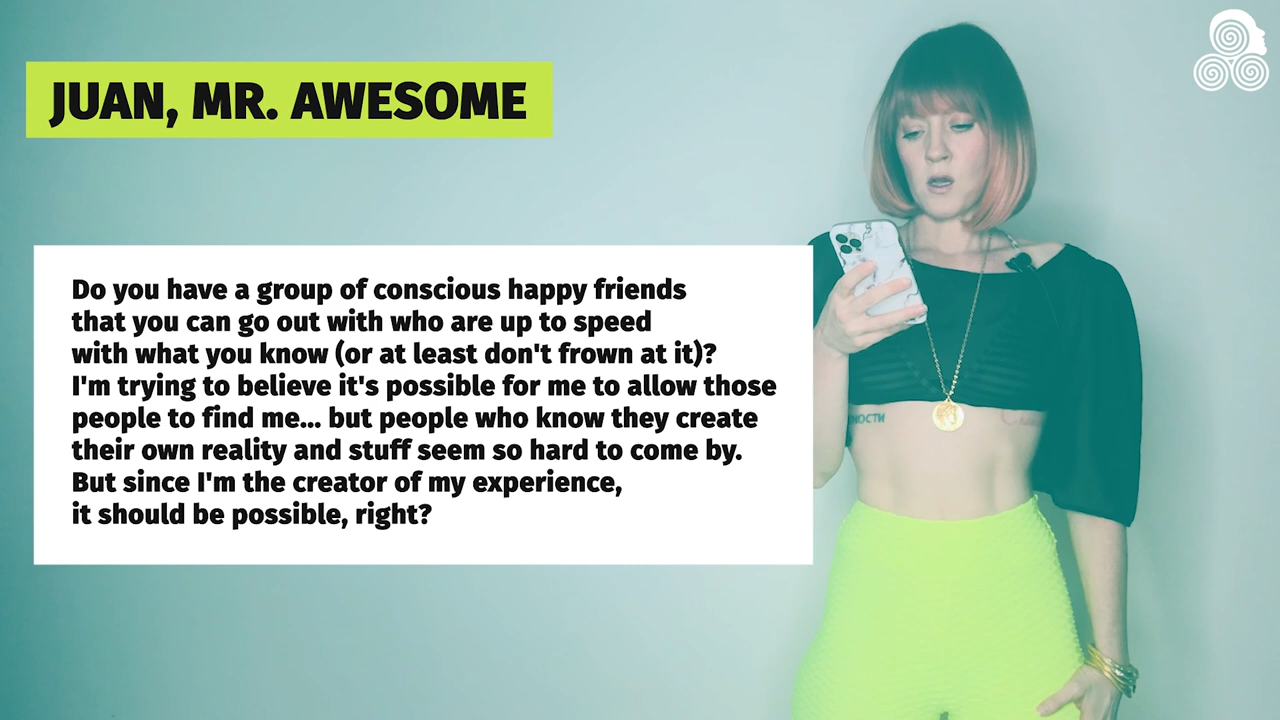 JUAN, MR. AWESOME
Do you have a group of conscious happy friends
that you can go out with who are up to speed
with what you know (or at least don't frown at it)?
I'm trying to believe it's possible for me to allow those
people to find me... but people who know they create
their own reality and stuff seem so hard to come by.
But since I'm the creator of my experience,
it should be possible, right?